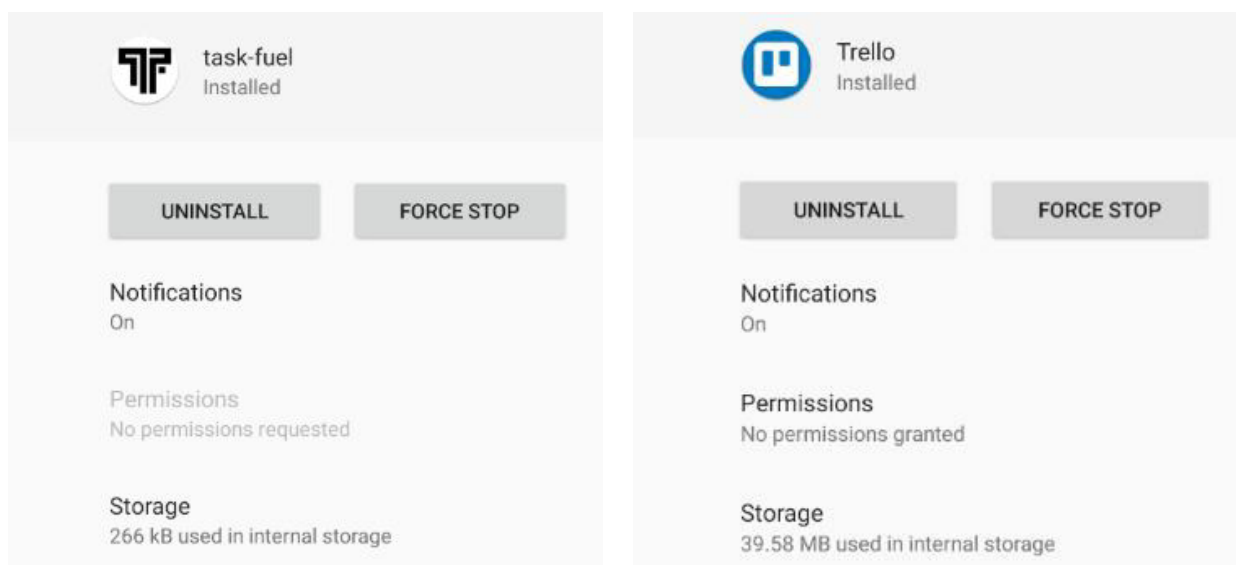 task-fuel
Installed
UNINSTALL
FORCE STOP
Notifications
On
Permissions
No permissions requested
Storage
266 kB used in internal storage
Trello
Installed
UNINSTALL
FORCE STOP
Notifications
On
Permissions
No permissions granted
Storage
39.58 MB used in internal storage